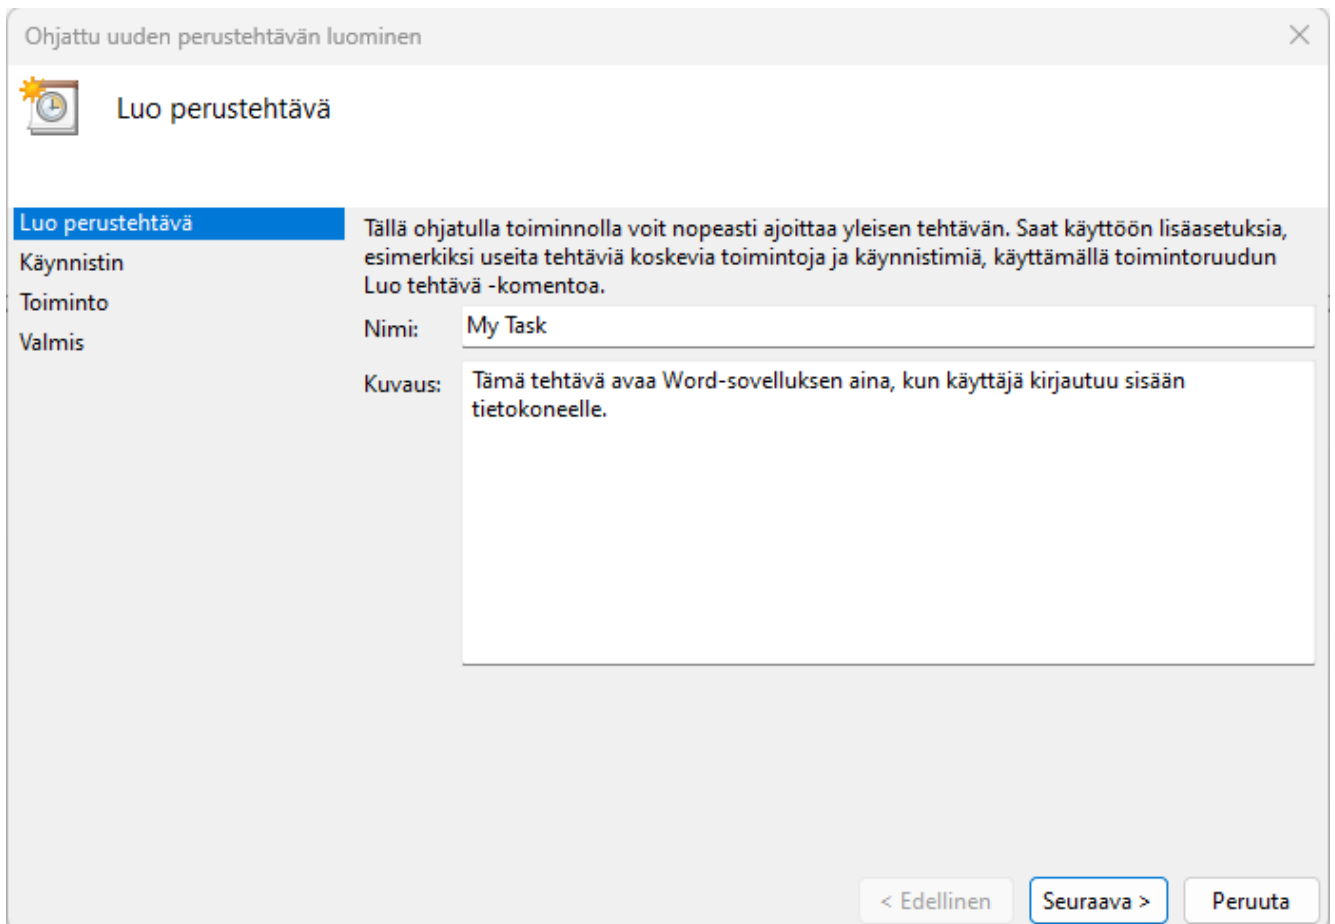 Ohjattu uuden perustehtävän luominen
Luo perustehtävä
Luo perustehtävä
Käynnistin
Toiminto
Valmis
Tällä ohjatulla toiminnolla voit nopeasti ajoittaa yleisen tehtävän. Saat käyttöön lisäasetuksia,
esimerkiksi useita tehtäviä koskevia toimintoja ja käynnistimiä, käyttämällä toimintoruudun
Luo tehtävä -komentoa.
Nimi: My Task
Kuvaus: Tämä tehtävä avaa Word-sovelluksen aina, kun käyttäjä kirjautuu sisään
tietokoneelle.
< Edellinen Seuraava > Peruuta